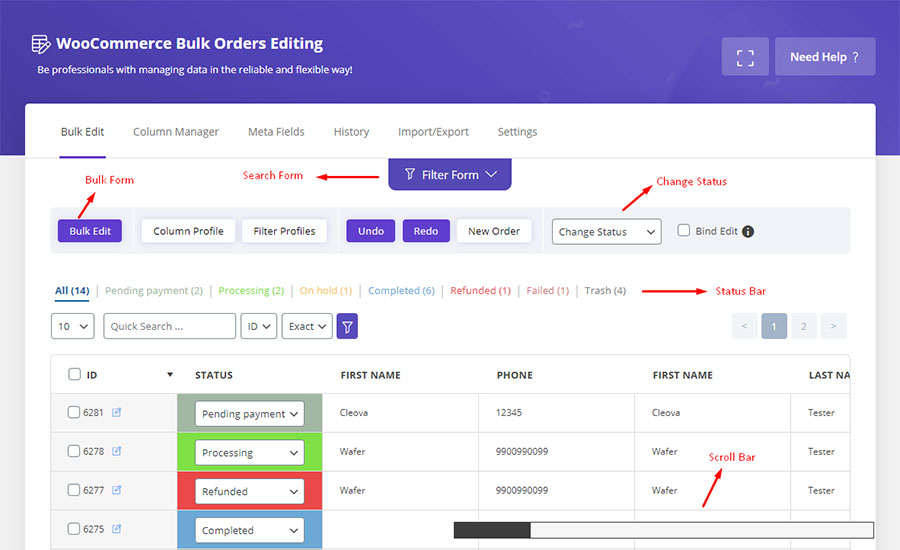 WooCommerce Bulk Orders Editing
Be professionals with managing data in the reliable and flexible way!
Need Help ?
Bulk Edit Column Manager Meta Fields History Import/Export Settings
Bulk Form
Search Form
Filter Form
Change Status
Bulk Edit Column Profile Filter Profiles Undo Redo New Order Change Status Bind Edit i
All (14) | Pending payment (2) | Processing (2) | On hold (1) | Completed (6) | Refunded (1) | Failed (1) | Trash (4)
Status Bar
10 Quick Search ... ID Exact < 1 2 >
ID STATUS FIRST NAME PHONE FIRST NAME LAST NA
6281 Pending payment Cleova 12345 Cleova Tester
6278 Processing Wafer 9900990099 Wafer Tester
Scroll Bar
6277 Refunded Wafer 9900990099 Wafer Tester
6275 Completed